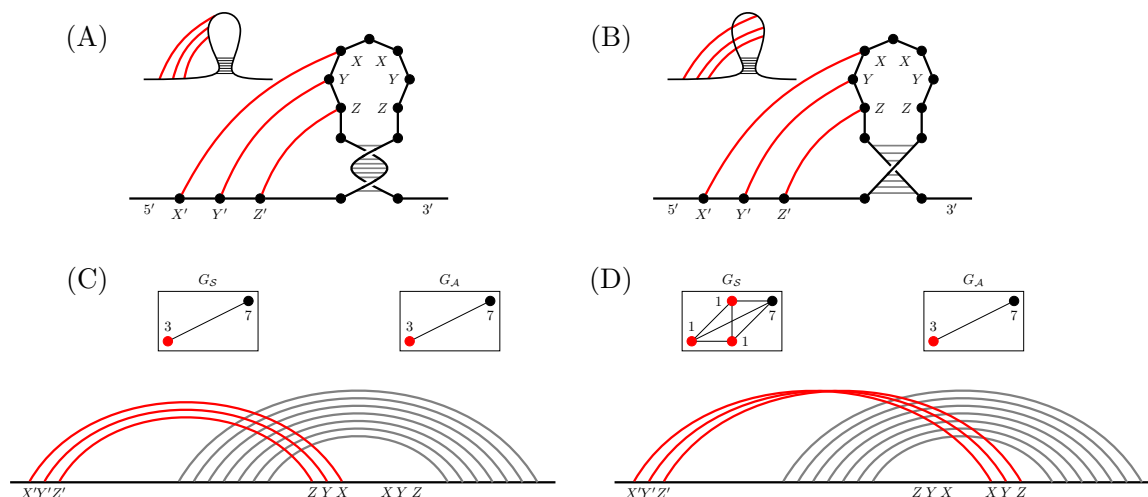 (A)
X X
Y Y
Z Z
5′ X′ Y′ Z′ 3′
(B)
X X
Y Y
Z Z
5′ X′ Y′ Z′ 3′
(C)
G_S
3
7
G_A
3
7
X′Y′Z′ Z Y X X Y Z
(D)
G_S
1
1
1
7
G_A
3
7
X′Y′Z′ Z Y X X Y Z